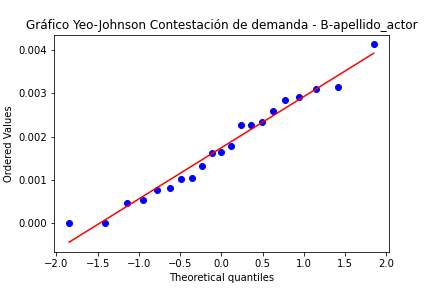 Gráfico Yeo-Johnson Contestación de demanda - B-apellido_actor
0.004
0.003
0.002
0.001
0.000
Ordered Values
−2.0 −1.5 −1.0 −0.5 0.0 0.5 1.0 1.5 2.0
Theoretical quantiles